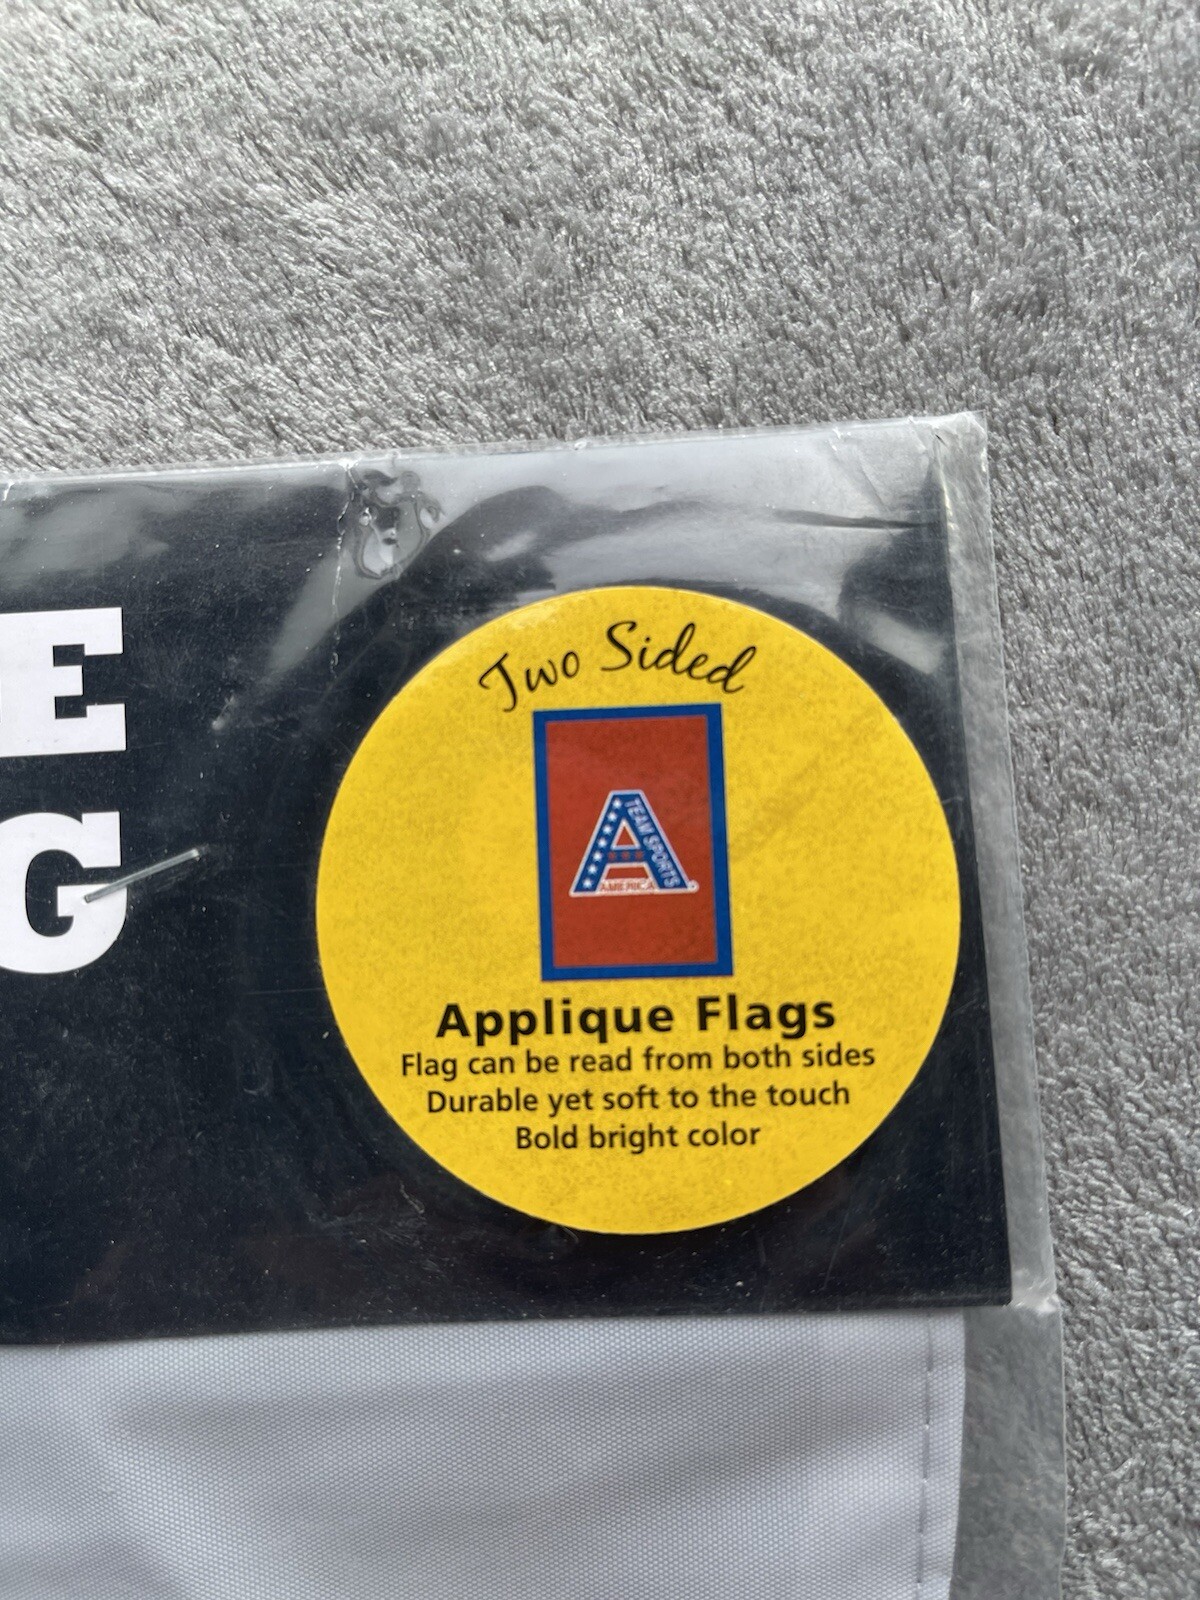 E
G
Two Sided
TEAM SPORTS
AMERICA
Applique Flags
Flag can be read from both sides
Durable yet soft to the touch
Bold bright color